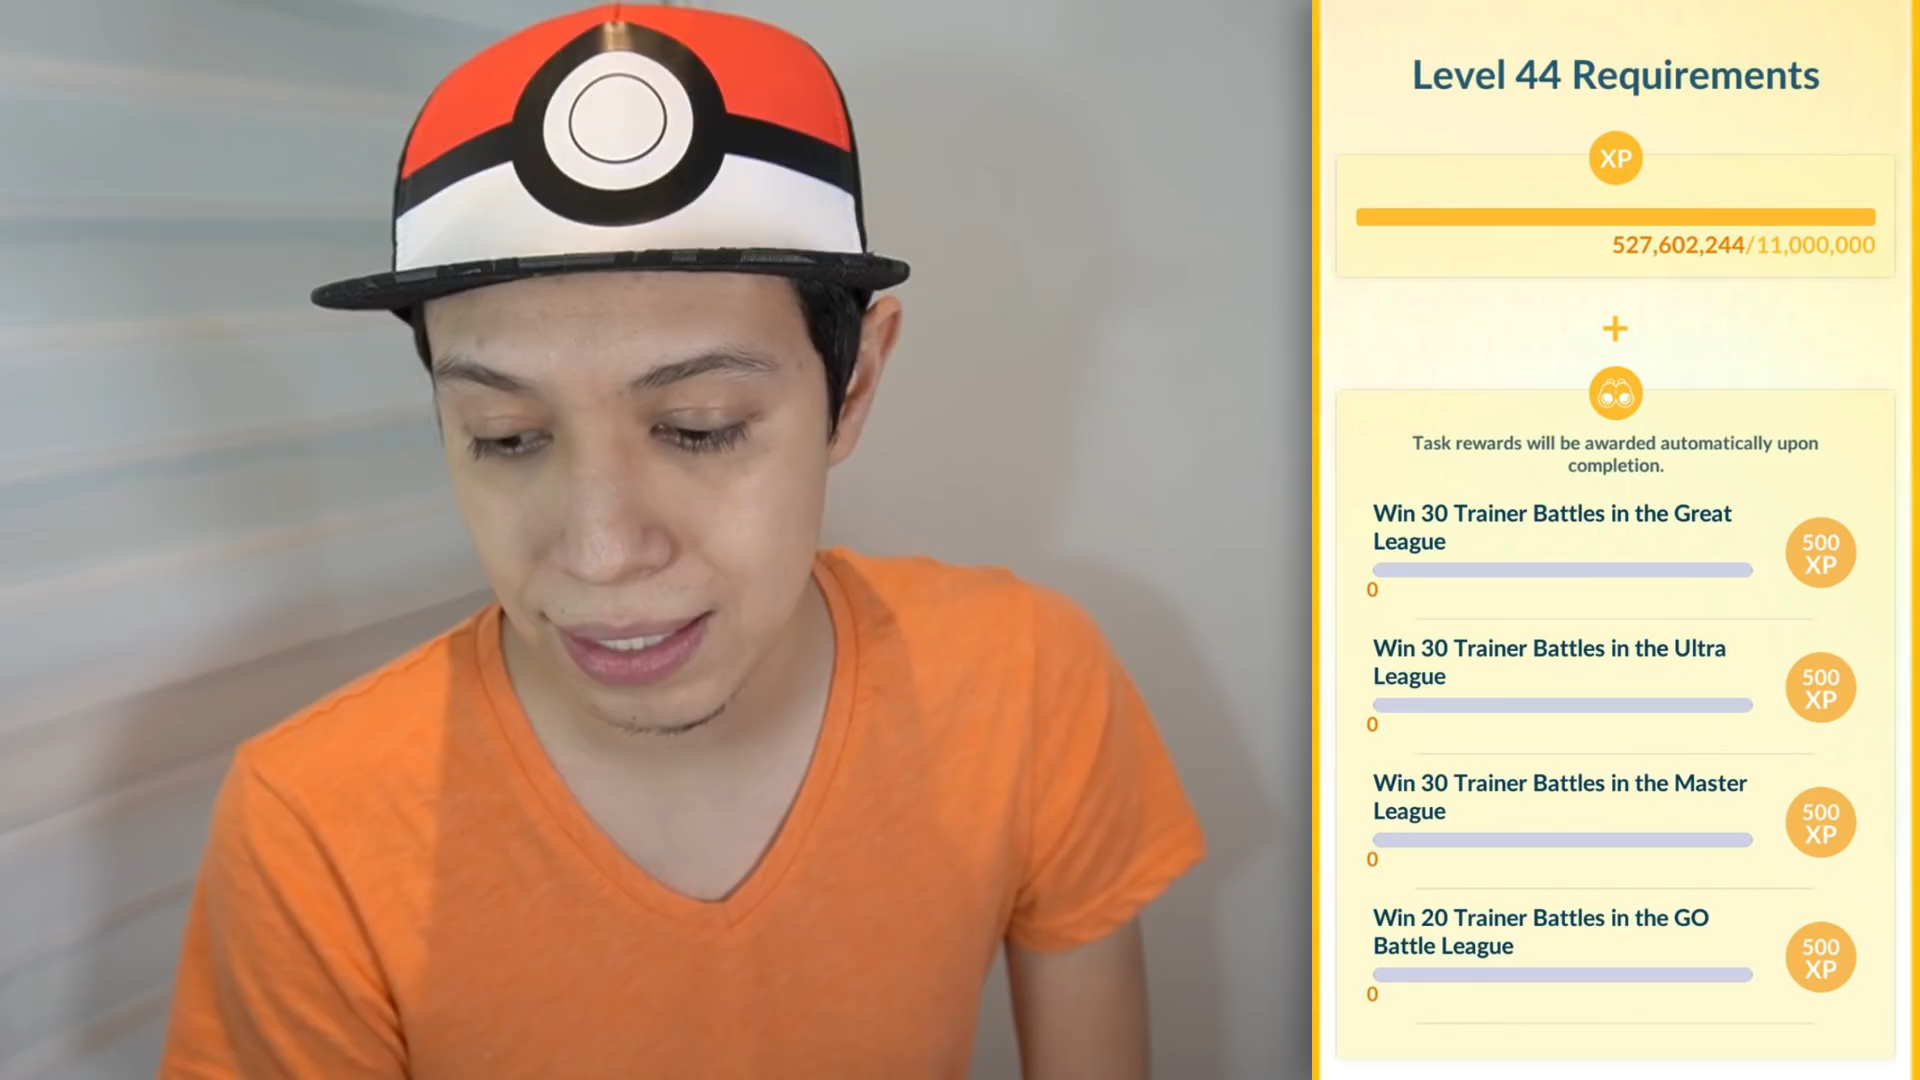 Level 44 Requirements
XP
527,602,244/11,000,000
+
Task rewards will be awarded automatically upon
completion.
Win 30 Trainer Battles in the Great
League
500
XP
0
Win 30 Trainer Battles in the Ultra
League
500
XP
0
Win 30 Trainer Battles in the Master
League
500
XP
0
Win 20 Trainer Battles in the GO
Battle League
500
XP
0